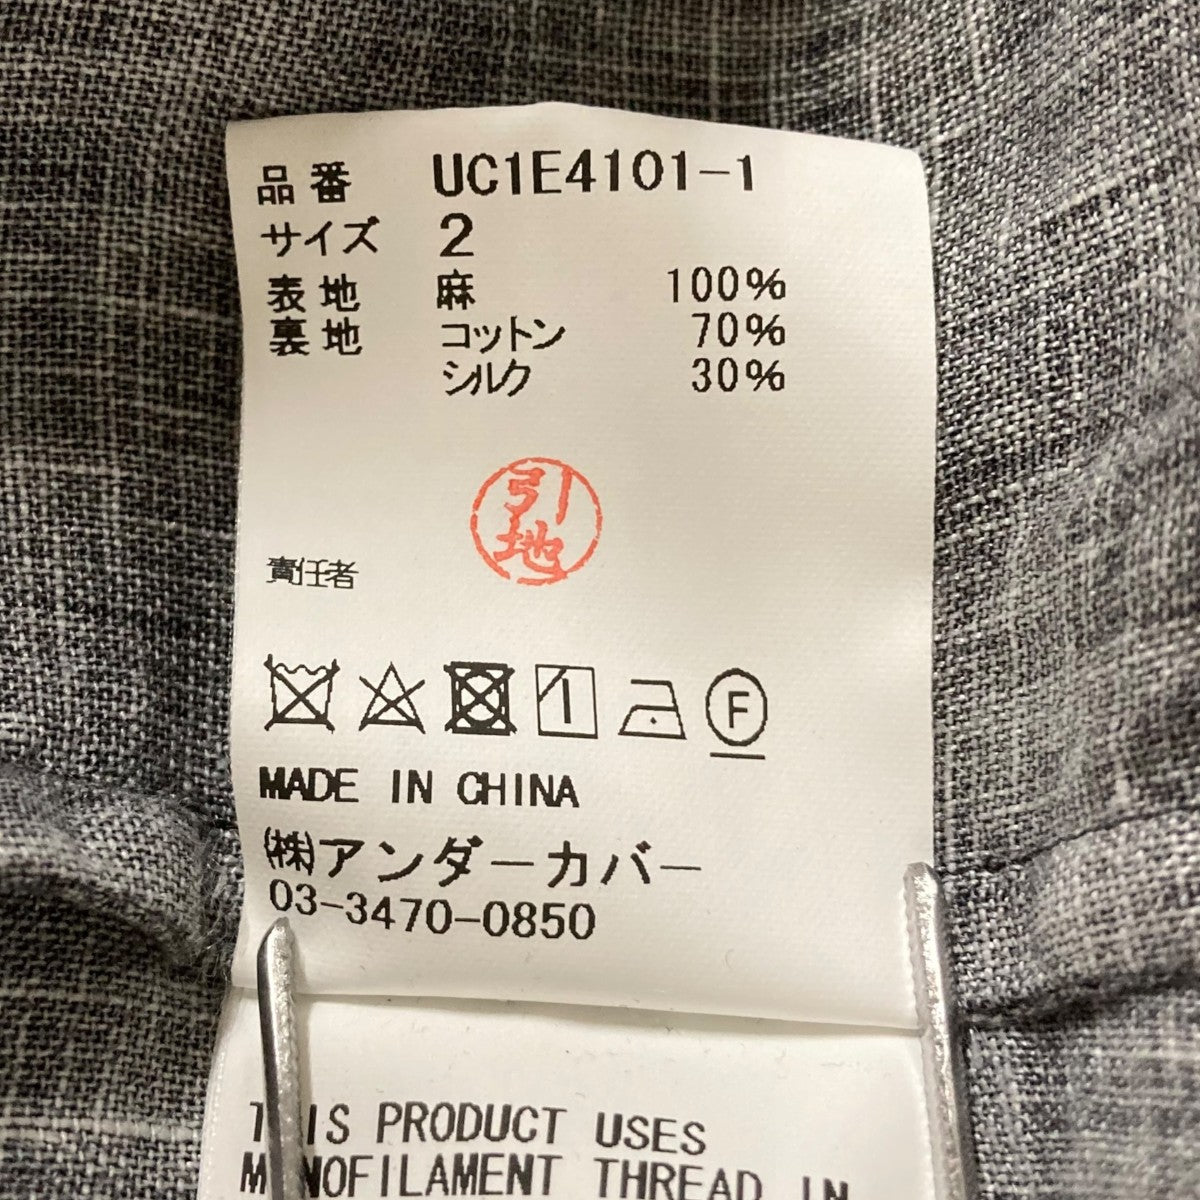 品番 UC1E4101-1
サイズ 2
表地 麻 100%
裏地 コットン 70%
シルク 30%
引地
責任者
F
MADE IN CHINA
(株)アンダーカバー
03-3470-0850
THIS PRODUCT USES
MONOFILAMENT THREAD IN